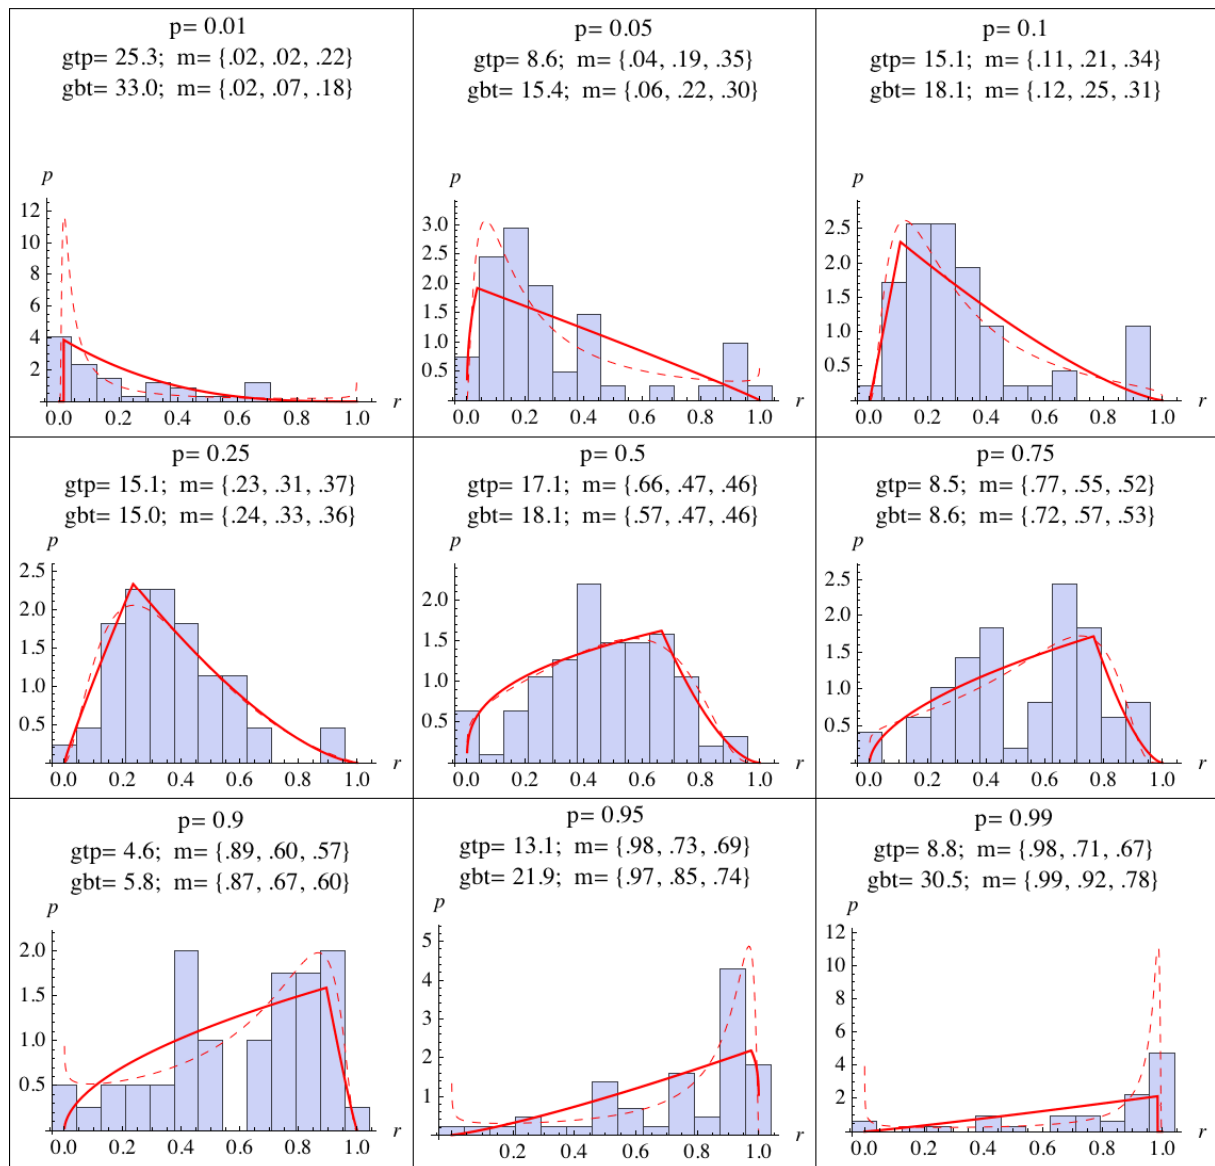 p= 0.01
gtp= 25.3; m= {.02, .02, .22}
gbt= 33.0; m= {.02, .07, .18}
p
12
10
8
6
4
2
0.0 0.2 0.4 0.6 0.8 1.0 r
p= 0.05
gtp= 8.6; m= {.04, .19, .35}
gbt= 15.4; m= {.06, .22, .30}
p
3.0
2.5
2.0
1.5
1.0
0.5
0.2 0.4 0.6 0.8 1.0 r
p= 0.1
gtp= 15.1; m= {.11, .21, .34}
gbt= 18.1; m= {.12, .25, .31}
p
2.5
2.0
1.5
1.0
0.5
0.0 0.2 0.4 0.6 0.8 1.0 r
p= 0.25
gtp= 15.1; m= {.23, .31, .37}
gbt= 15.0; m= {.24, .33, .36}
p
2.5
2.0
1.5
1.0
0.5
0.0 0.2 0.4 0.6 0.8 1.0 r
p= 0.5
gtp= 17.1; m= {.66, .47, .46}
gbt= 18.1; m= {.57, .47, .46}
p
2.0
1.5
1.0
0.5
0.0 0.2 0.4 0.6 0.8 1.0 r
p= 0.75
gtp= 8.5; m= {.77, .55, .52}
gbt= 8.6; m= {.72, .57, .53}
p
2.5
2.0
1.5
1.0
0.5
0.0 0.2 0.4 0.6 0.8 1.0 r
p= 0.9
gtp= 4.6; m= {.89, .60, .57}
gbt= 5.8; m= {.87, .67, .60}
p
2.0
1.5
1.0
0.5
0.0 0.2 0.4 0.6 0.8 1.0 r
p= 0.95
gtp= 13.1; m= {.98, .73, .69}
gbt= 21.9; m= {.97, .85, .74}
p
5
4
3
2
1
0.2 0.4 0.6 0.8 1.0 r
p= 0.99
gtp= 8.8; m= {.98, .71, .67}
gbt= 30.5; m= {.99, .92, .78}
p
12
10
8
6
4
2
0.0 0.2 0.4 0.6 0.8 1.0 r